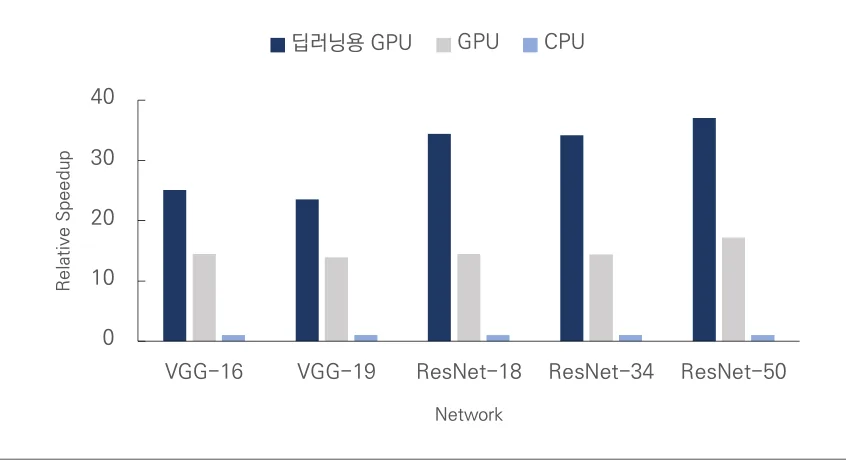 딥러닝용 GPU GPU CPU
Relative Speedup
40
30
20
10
0
VGG-16 VGG-19 ResNet-18 ResNet-34 ResNet-50
Network